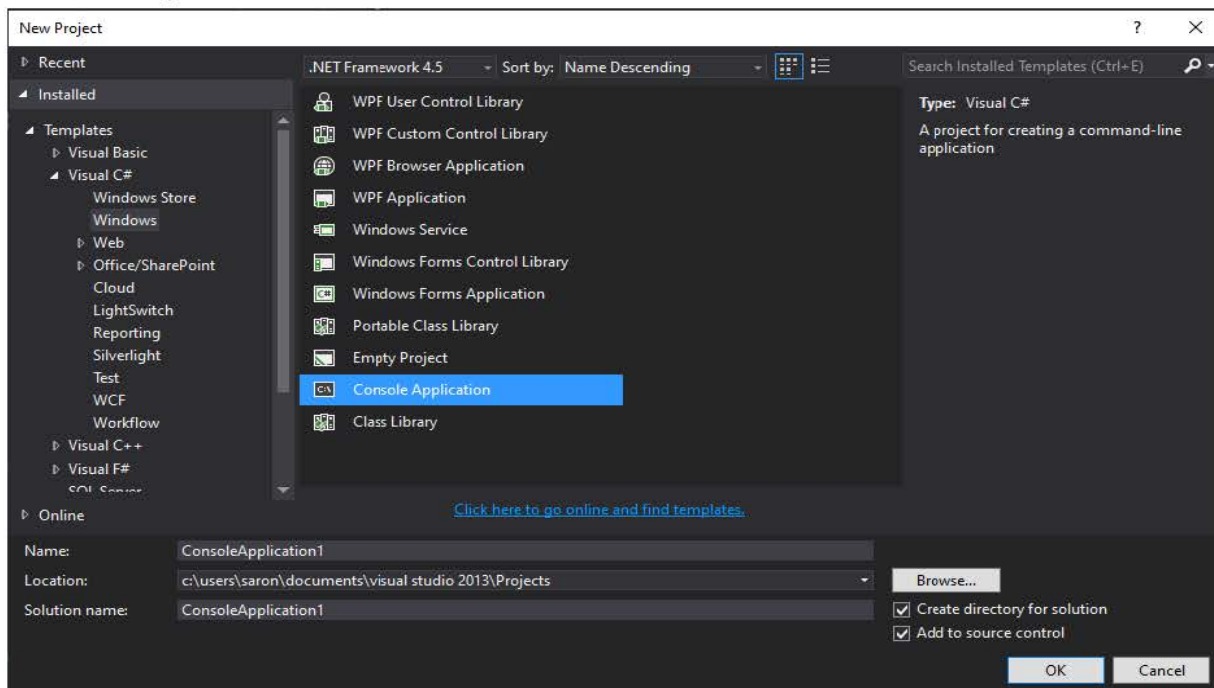 New Project
? ×
Recent
.NET Framework 4.5
Sort by: Name Descending
Search Installed Templates (Ctrl+E)
Installed
Templates
Visual Basic
Visual C#
Windows Store
Windows
Web
Office/SharePoint
Cloud
LightSwitch
Reporting
Silverlight
Test
WCF
Workflow
Visual C++
Visual F#
SQL Server
Online
WPF User Control Library
WPF Custom Control Library
WPF Browser Application
WPF Application
Windows Service
Windows Forms Control Library
C# Windows Forms Application
Portable Class Library
Empty Project
C:\ Console Application
Class Library
Click here to go online and find templates.
Type: Visual C#
A project for creating a command-line
application
Name: ConsoleApplication1
Location: c:\users\saron\documents\visual studio 2013\Projects
Browse...
Solution name: ConsoleApplication1
Create directory for solution
Add to source control
OK Cancel